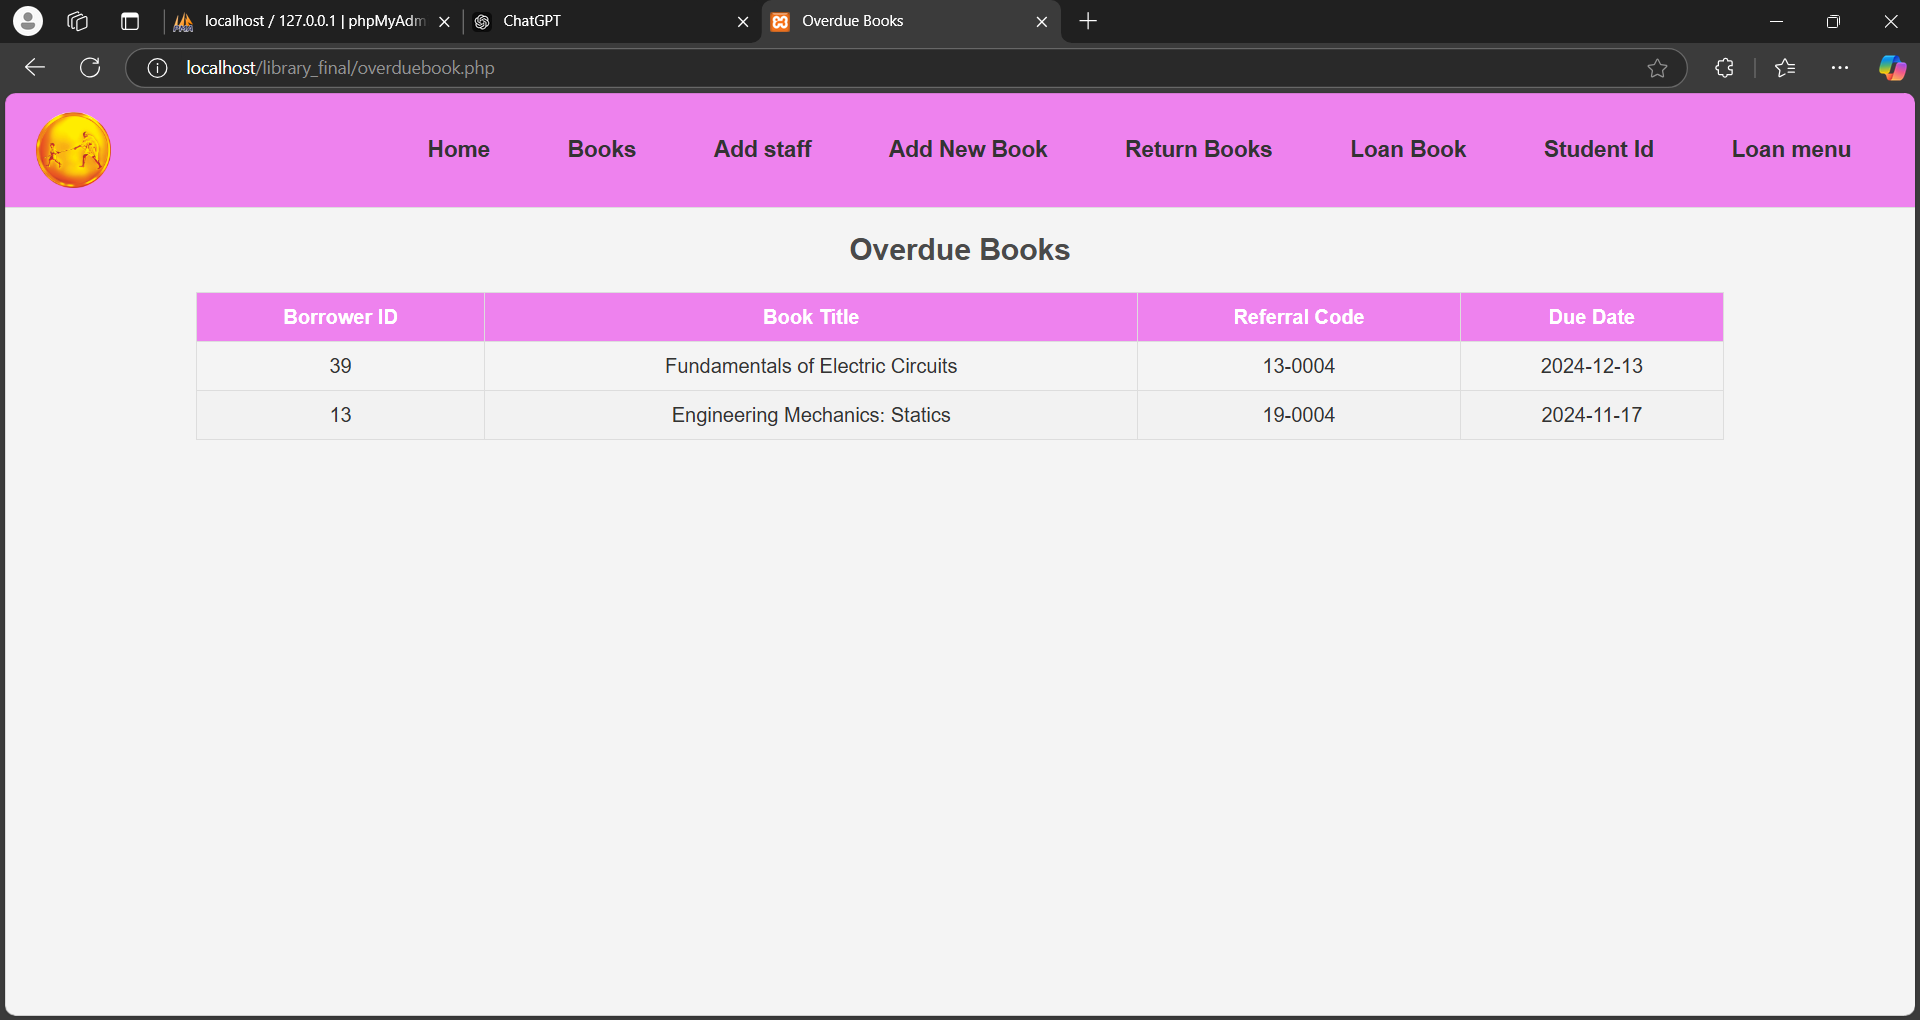 localhost / 127.0.0.1 | phpMyAdm
ChatGPT
Overdue Books
localhost/library_final/overduebook.php
Home Books Add staff Add New Book Return Books Loan Book Student Id Loan menu
Overdue Books
Borrower ID Book Title Referral Code Due Date
39 Fundamentals of Electric Circuits 13-0004 2024-12-13
13 Engineering Mechanics: Statics 19-0004 2024-11-17